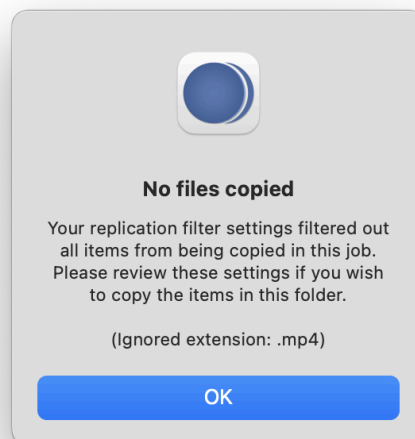 No files copied
Your replication filter settings filtered out
all items from being copied in this job.
Please review these settings if you wish
to copy the items in this folder.
(Ignored extension: .mp4)
OK